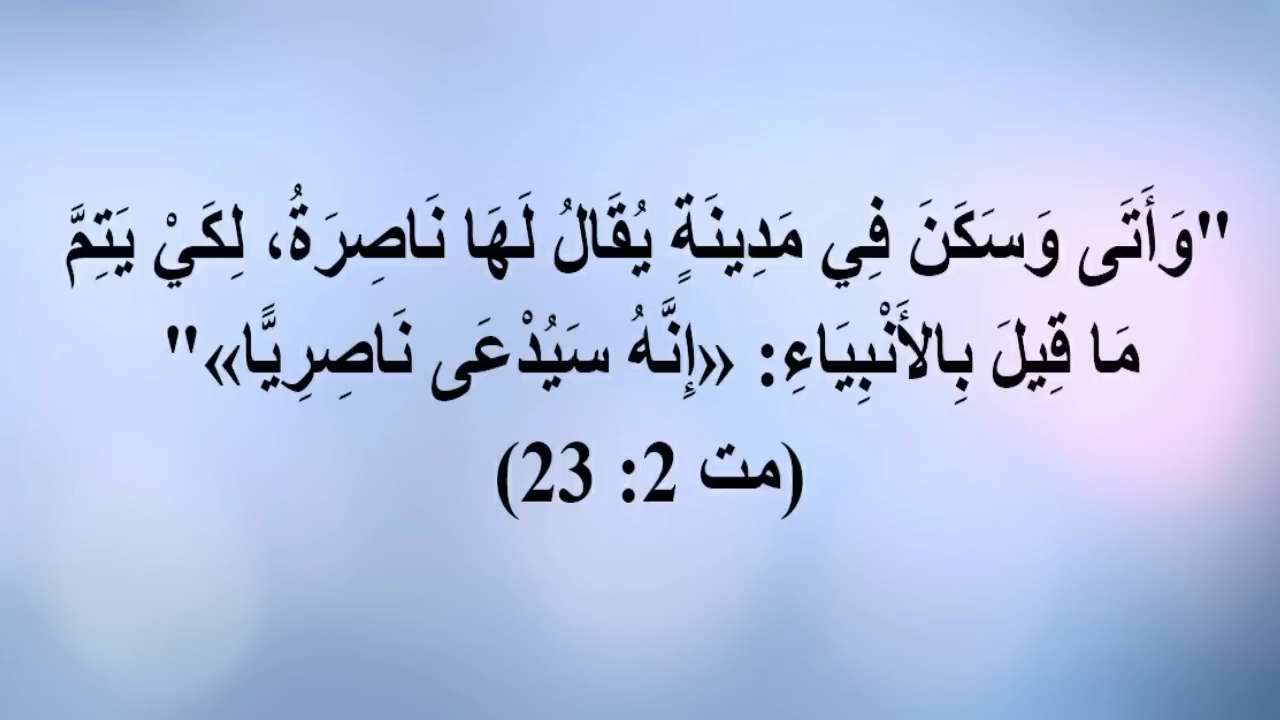 "وَأَتَى وَسَكَنَ فِي مَدِينَةٍ يُقَالُ لَهَا نَاصِرَةُ، لِكَيْ يَتِمَّ
مَا قِيلَ بِالأَنْبِيَاءِ: «إِنَّهُ سَيُدْعَى نَاصِرِيًّا»"
(مت 2: 23)